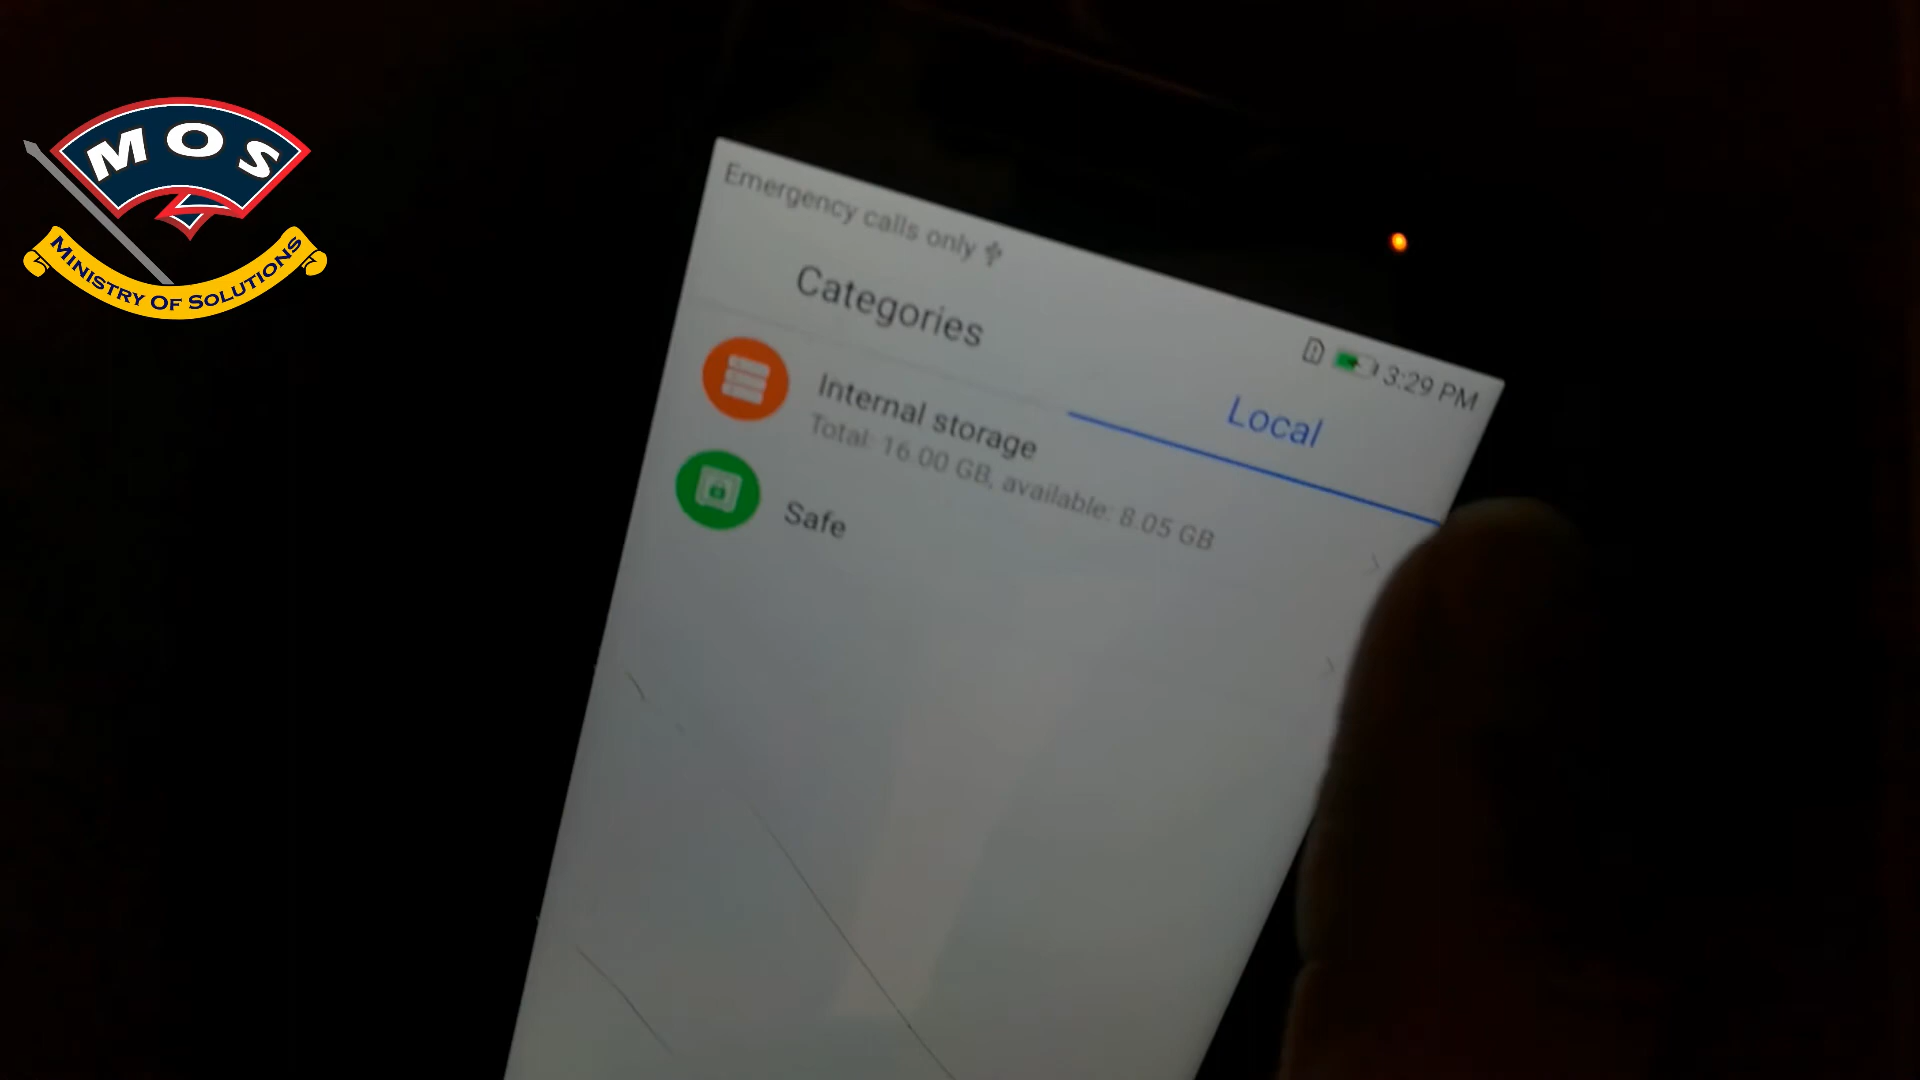 MOS
MINISTRY OF SOLUTIONS
Emergency calls only
3:29 PM
Categories
Local
Internal storage
Total: 16.00 GB, available: 8.05 GB
Safe